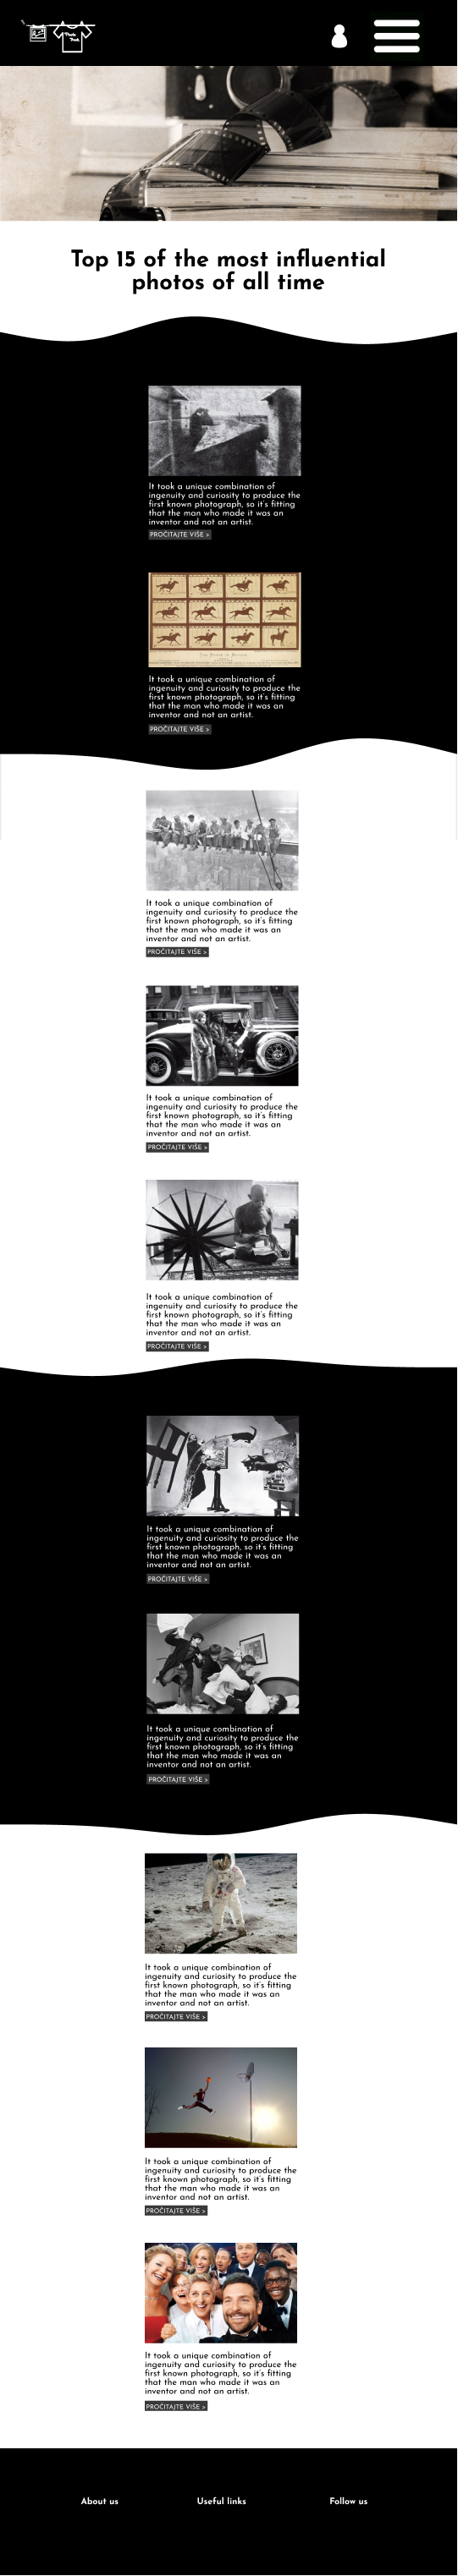 Top 15 of the most influential
photos of all time
It took a unique combination of
ingenuity and curiosity to produce the
first known photograph, so it's fitting
that the man who made it was an
inventor and not an artist.
PROČITAJTE VIŠE >
It took a unique combination of
ingenuity and curiosity to produce the
first known photograph, so it's fitting
that the man who made it was an
inventor and not an artist.
PROČITAJTE VIŠE >
It took a unique combination of
ingenuity and curiosity to produce the
first known photograph, so it's fitting
that the man who made it was an
inventor and not an artist.
PROČITAJTE VIŠE >
It took a unique combination of
ingenuity and curiosity to produce the
first known photograph, so it's fitting
that the man who made it was an
inventor and not an artist.
PROČITAJTE VIŠE >
It took a unique combination of
ingenuity and curiosity to produce the
first known photograph, so it's fitting
that the man who made it was an
inventor and not an artist.
PROČITAJTE VIŠE >
It took a unique combination of
ingenuity and curiosity to produce the
first known photograph, so it's fitting
that the man who made it was an
inventor and not an artist.
PROČITAJTE VIŠE >
It took a unique combination of
ingenuity and curiosity to produce the
first known photograph, so it's fitting
that the man who made it was an
inventor and not an artist.
PROČITAJTE VIŠE >
It took a unique combination of
ingenuity and curiosity to produce the
first known photograph, so it's fitting
that the man who made it was an
inventor and not an artist.
PROČITAJTE VIŠE >
It took a unique combination of
ingenuity and curiosity to produce the
first known photograph, so it's fitting
that the man who made it was an
inventor and not an artist.
PROČITAJTE VIŠE >
It took a unique combination of
ingenuity and curiosity to produce the
first known photograph, so it's fitting
that the man who made it was an
inventor and not an artist.
PROČITAJTE VIŠE >
About us
Useful links
Follow us